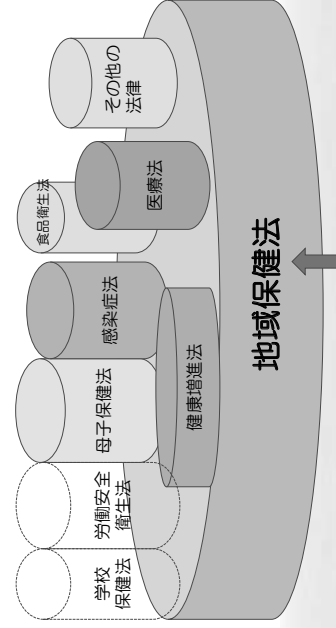 学校
保健法
労働安全
衛生法
母子保健法
感染症法
食品衛生法
医療法
その他の
法律
健康増進法
地域保健法